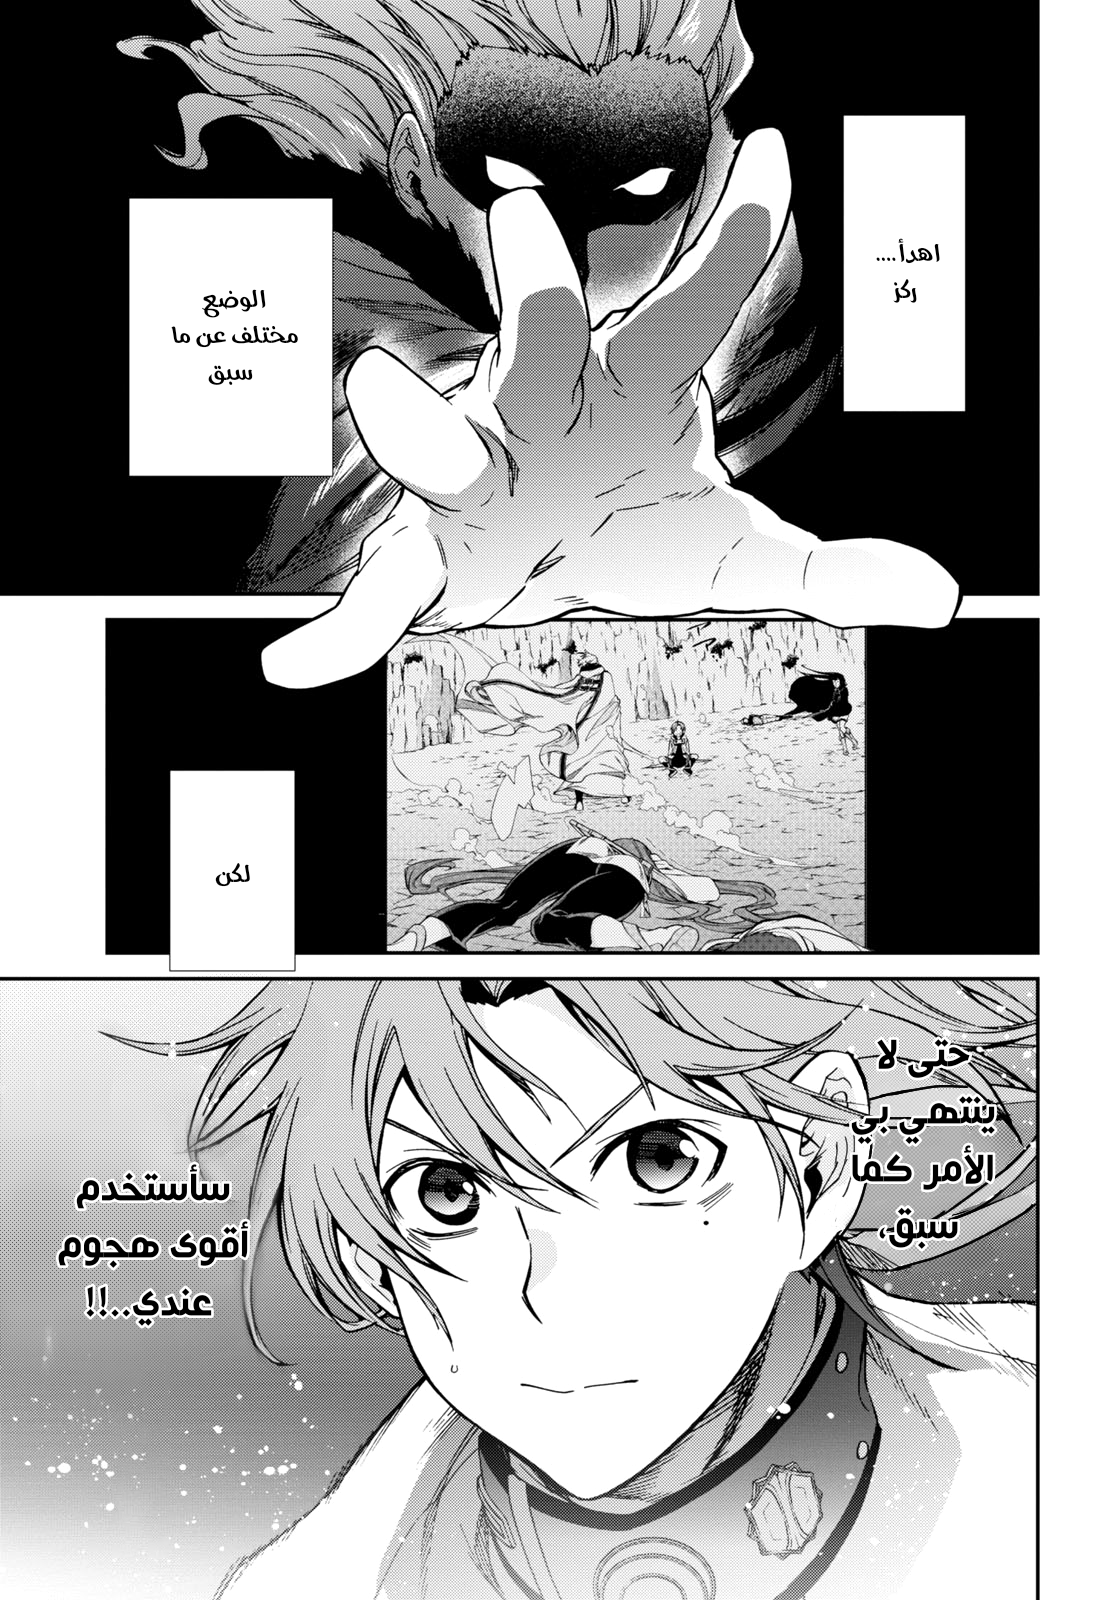 اهدأ....
ركز
الوضع
مختلف عن ما
سبق
لكن
حتى لا
ينتهي بي
الأمر كما
سبق،
سأستخدم
أقوى هجوم
عندي..!!